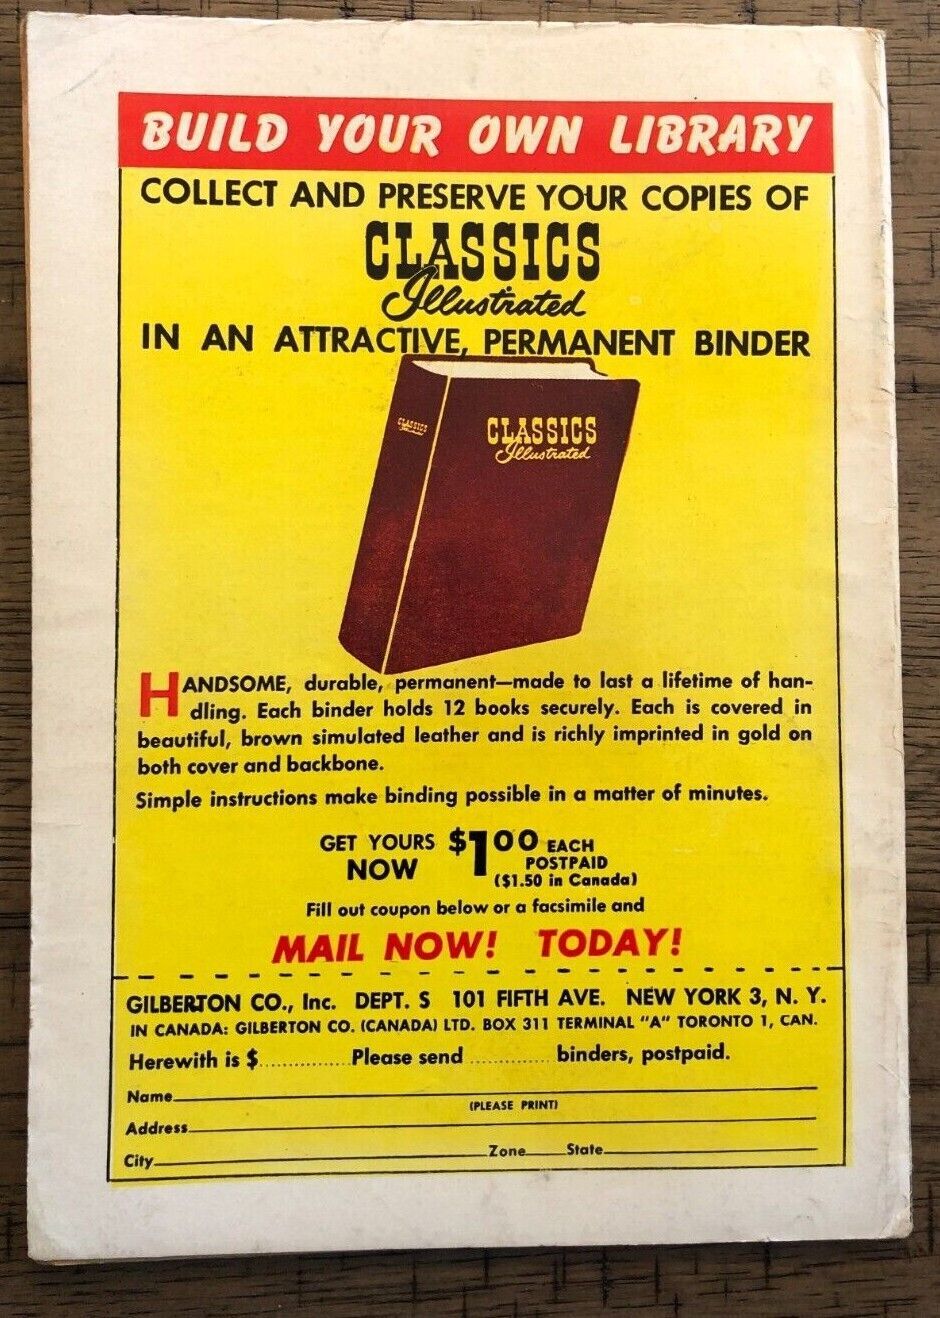 BUILD YOUR OWN LIBRARY
COLLECT AND PRESERVE YOUR COPIES OF
CLASSICS
Illustrated
IN AN ATTRACTIVE, PERMANENT BINDER
CLASSICS
Illustrated
CLASSICS
Illustrated
HANDSOME, durable, permanent—made to last a lifetime of han-
dling. Each binder holds 12 books securely. Each is covered in
beautiful, brown simulated leather and is richly imprinted in gold on
both cover and backbone.
Simple instructions make binding possible in a matter of minutes.
GET YOURS NOW $1.00 EACH POSTPAID
($1.50 in Canada)
Fill out coupon below or a facsimile and
MAIL NOW! TODAY!
GILBERTON CO., Inc. DEPT. S 101 FIFTH AVE. NEW YORK 3, N. Y.
IN CANADA: GILBERTON CO. (CANADA) LTD. BOX 311 TERMINAL "A" TORONTO 1, CAN.
Herewith is $.............. Please send ............ binders, postpaid.
Name
(PLEASE PRINT)
Address
City Zone State